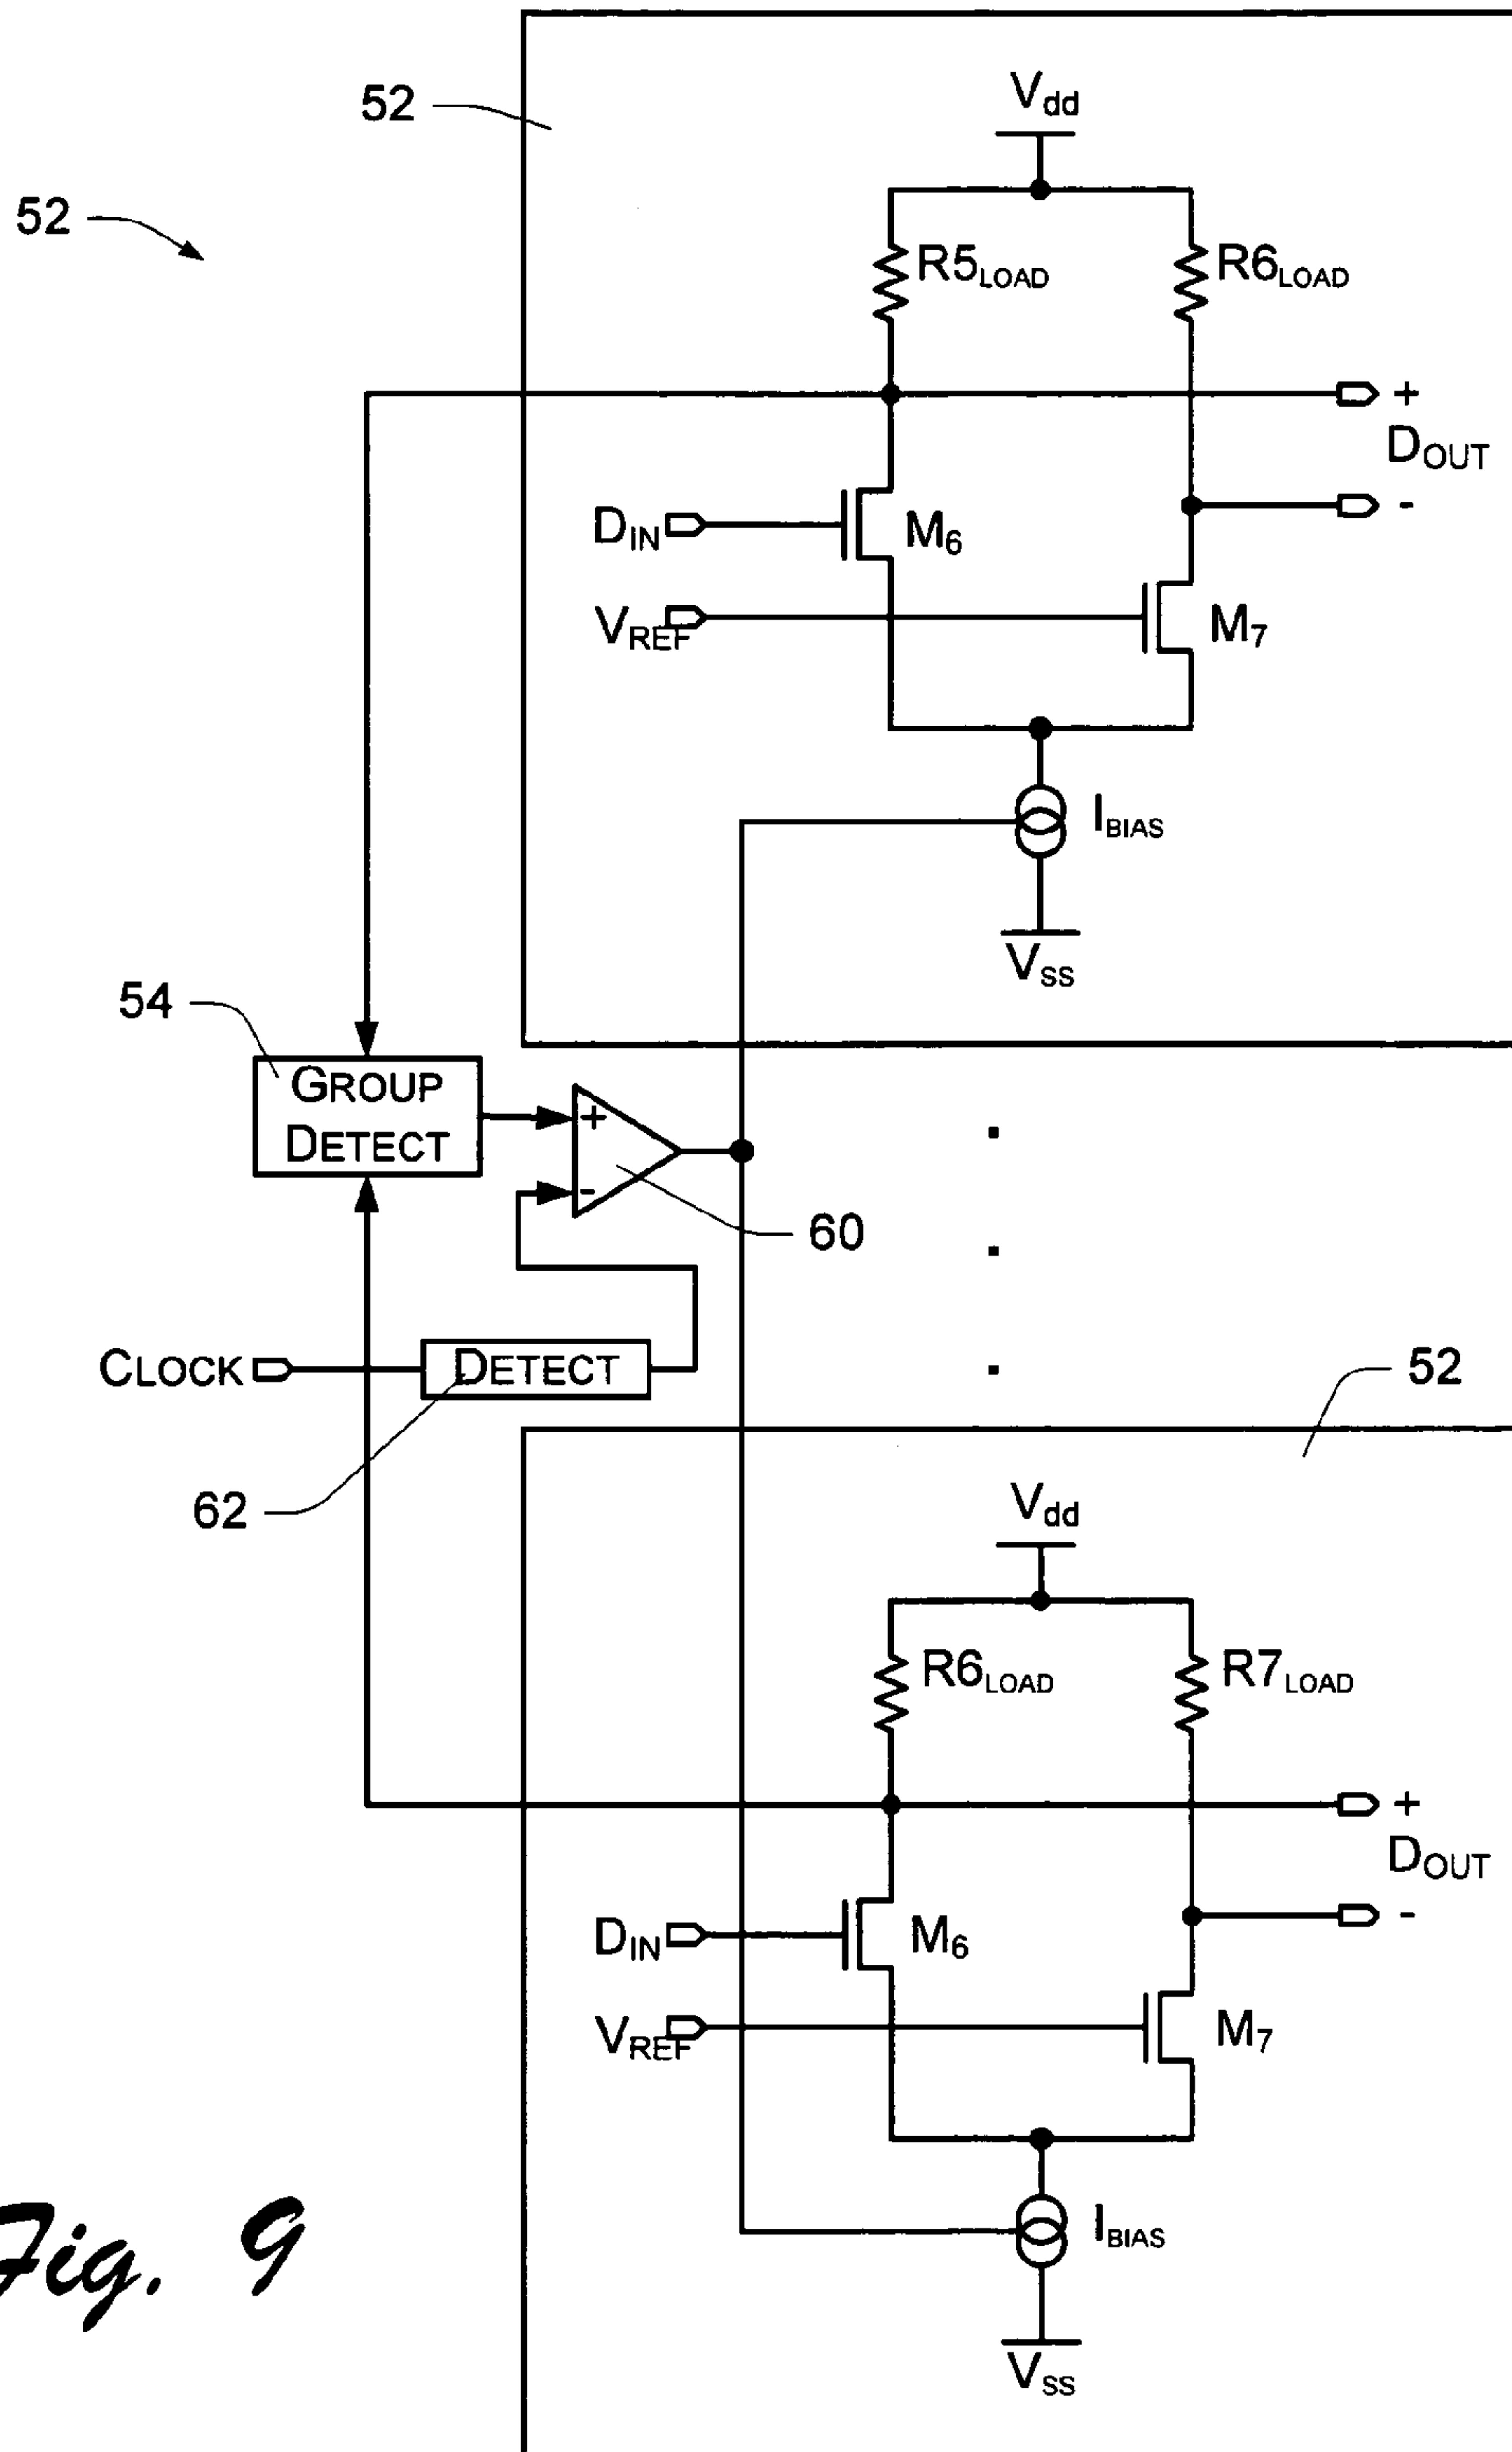 52
52
Vdd
R5LOAD
R6LOAD
+
DOUT
-
DIN
M6
VREF
M7
IBIAS
VSS
54
GROUP
DETECT
+
-
60
CLOCK
DETECT
52
62
Vdd
R6LOAD
R7LOAD
+
DOUT
-
DIN
M6
VREF
M7
IBIAS
VSS
Fig. 9